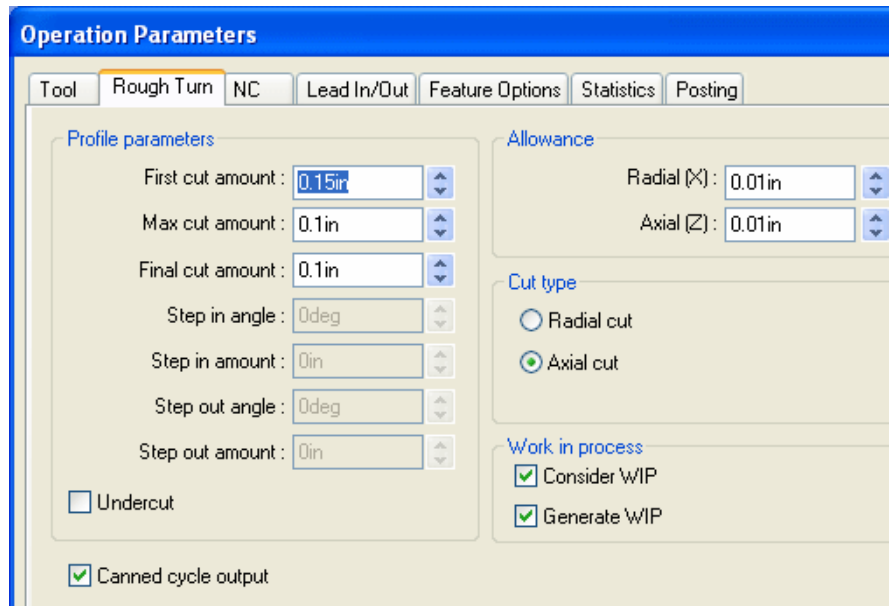 Operation Parameters
Tool
Rough Turn
NC
Lead In/Out
Feature Options
Statistics
Posting
Profile parameters
First cut amount : 0.15in
Max cut amount : 0.1in
Final cut amount : 0.1in
Step in angle : 0deg
Step in amount : 0in
Step out angle : 0deg
Step out amount : 0in
Undercut
Canned cycle output
Allowance
Radial (X) : 0.01in
Axial (Z) : 0.01in
Cut type
Radial cut
Axial cut
Work in process
Consider WIP
Generate WIP